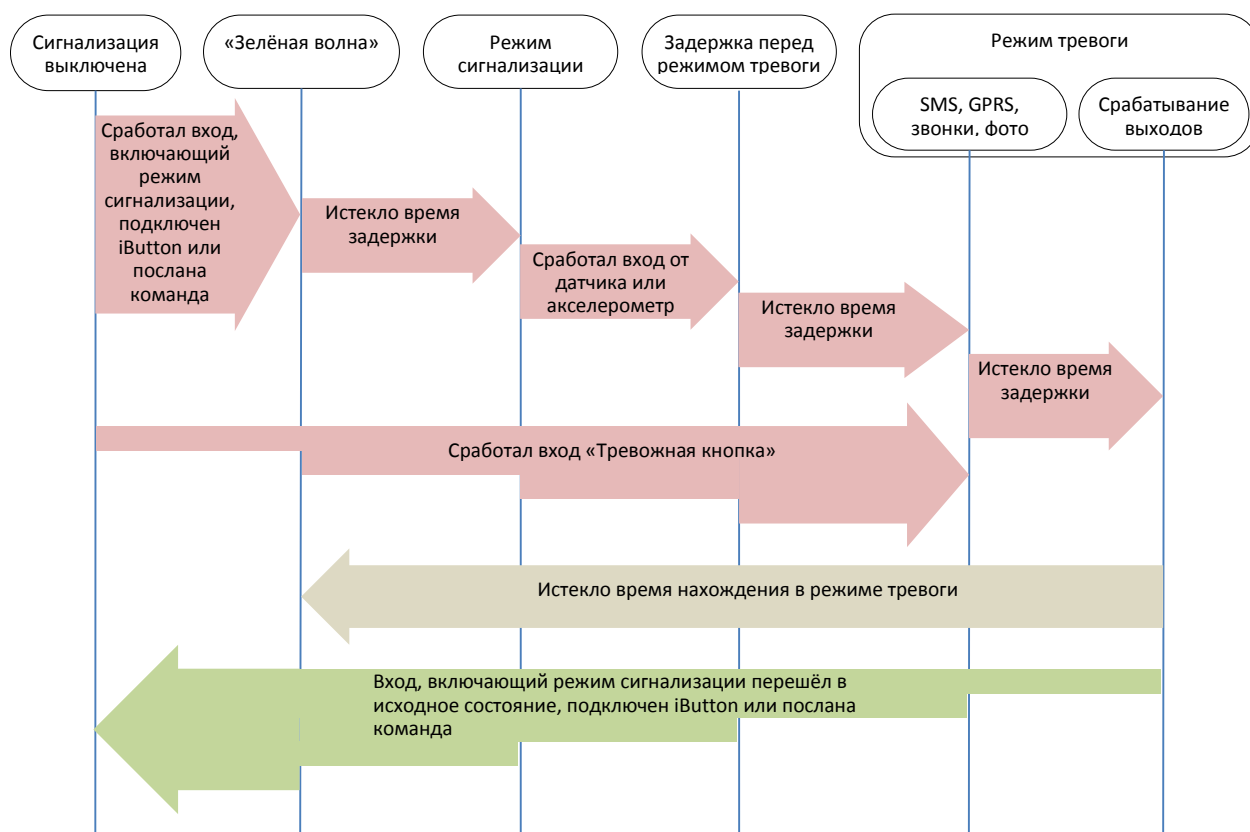 Сигнализация
выключена
«Зелёная волна»
Режим
сигнализации
Задержка перед
режимом тревоги
Режим тревоги
SMS, GPRS,
звонки, фото
Срабатывание
выходов
Сработал вход,
включающий
режим
сигнализации,
подключен
iButton или
послана
команда
Истекло время
задержки
Сработал вход от
датчика или
акселерометр
Истекло время
задержки
Истекло время
задержки
Сработал вход «Тревожная кнопка»
Истекло время нахождения в режиме тревоги
Вход, включающий режим сигнализации перешёл в
исходное состояние, подключен iButton или послана
команда